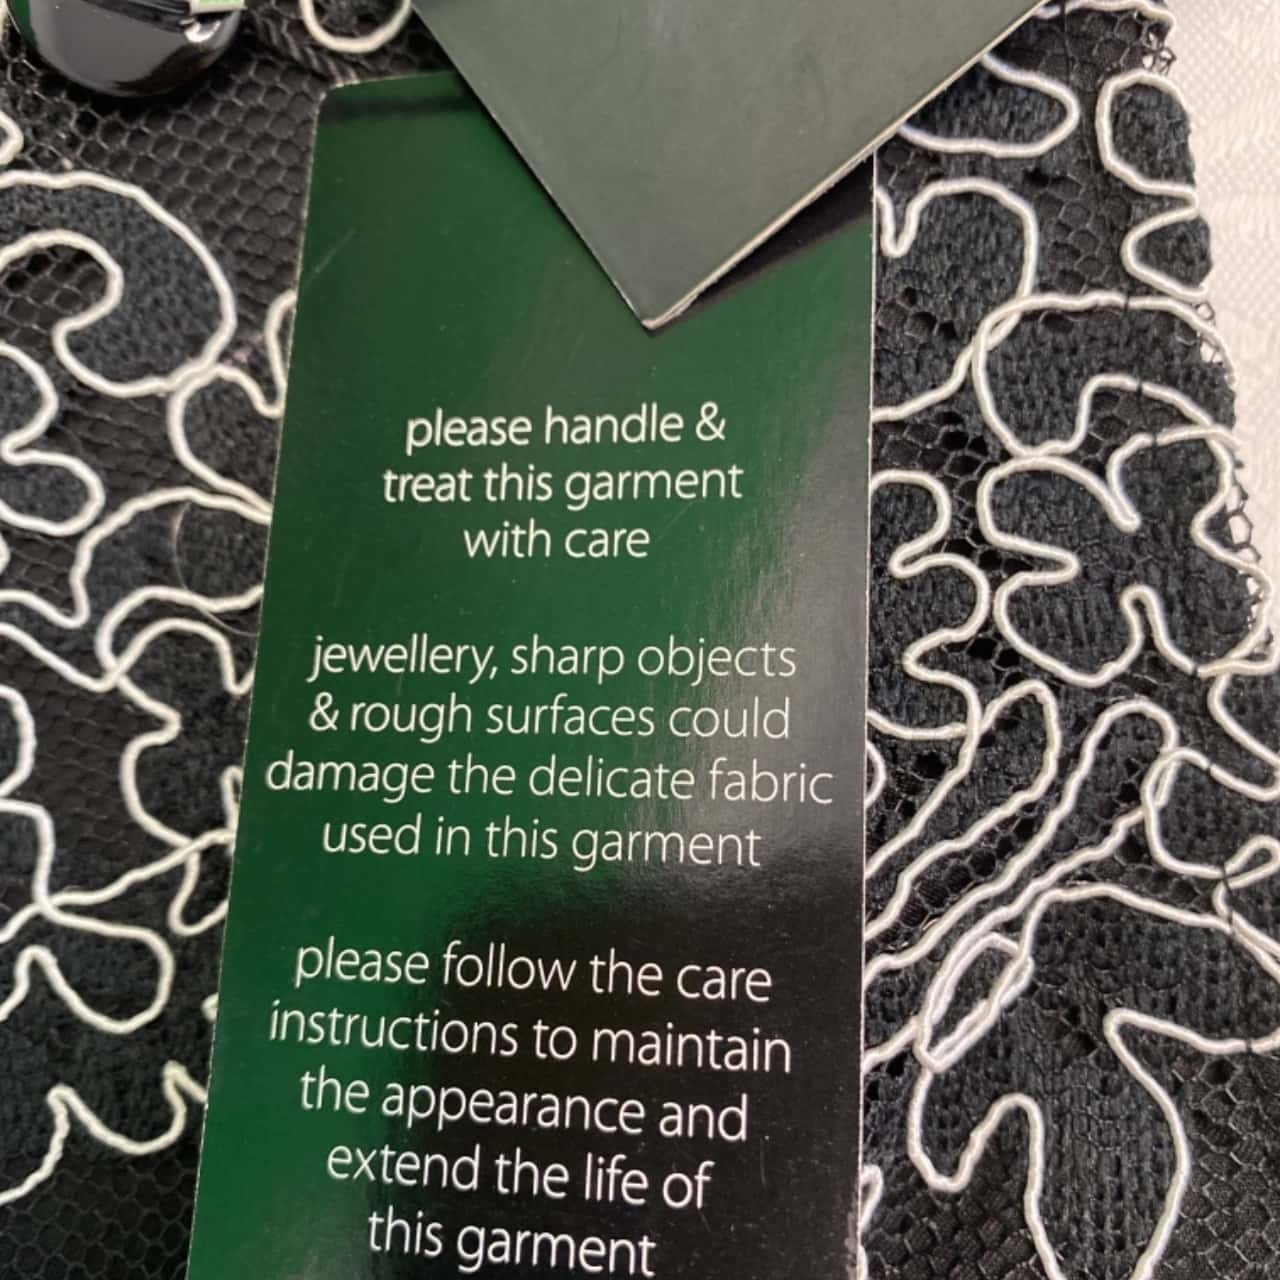 please handle &
treat this garment
with care
jewellery, sharp objects
& rough surfaces could
damage the delicate fabric
used in this garment
please follow the care
instructions to maintain
the appearance and
extend the life of
this garment